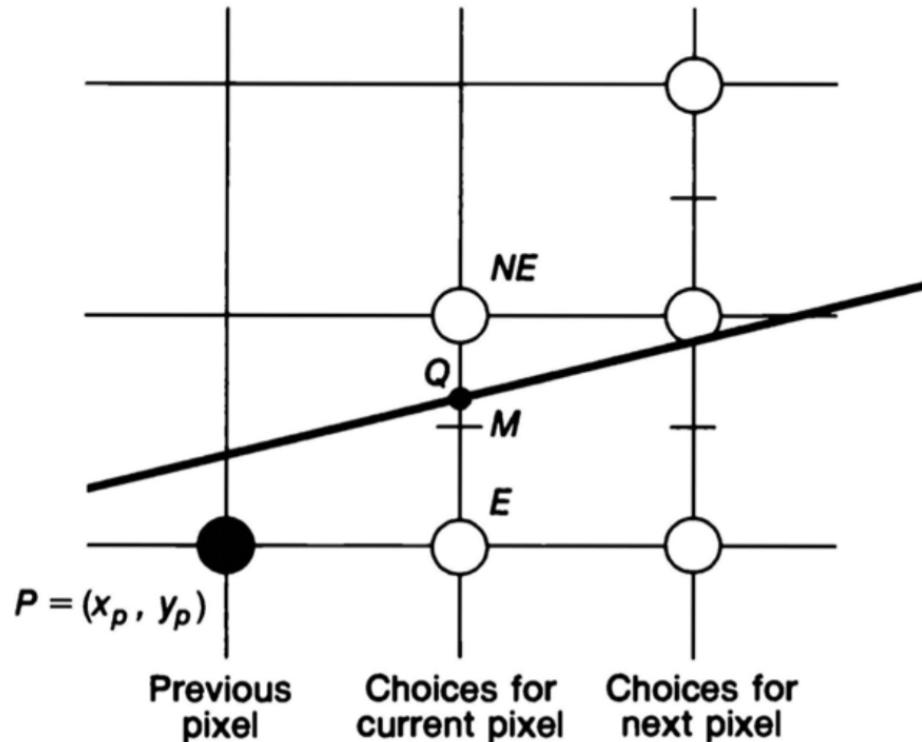 NE
Q
M
E
P = (xₚ, yₚ)
Previous pixel
Choices for current pixel
Choices for next pixel